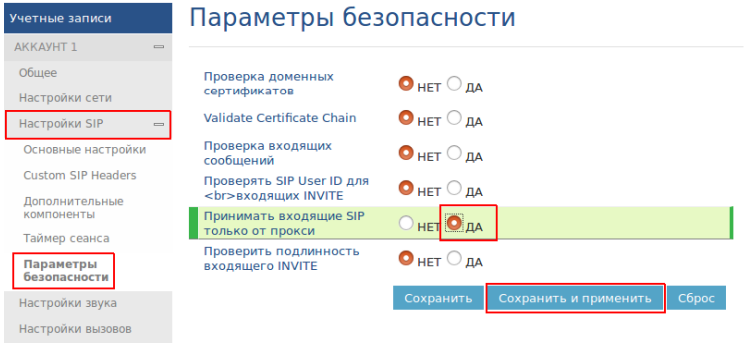 Учетные записи
АККАУНТ 1
Общее
Настройки сети
Настройки SIP
Основные настройки
Custom SIP Headers
Дополнительные
компоненты
Таймер сеанса
Параметры
безопасности
Настройки звука
Настройки вызовов
Параметры безопасности
Проверка доменных
сертификатов
НЕТ ДА
Validate Certificate Chain
НЕТ ДА
Проверка входящих
сообщений
НЕТ ДА
Проверять SIP User ID для
<br>входящих INVITE
НЕТ ДА
Принимать входящие SIP
только от прокси
НЕТ ДА
Проверить подлинность
входящего INVITE
НЕТ ДА
Сохранить Сохранить и применить Сброс